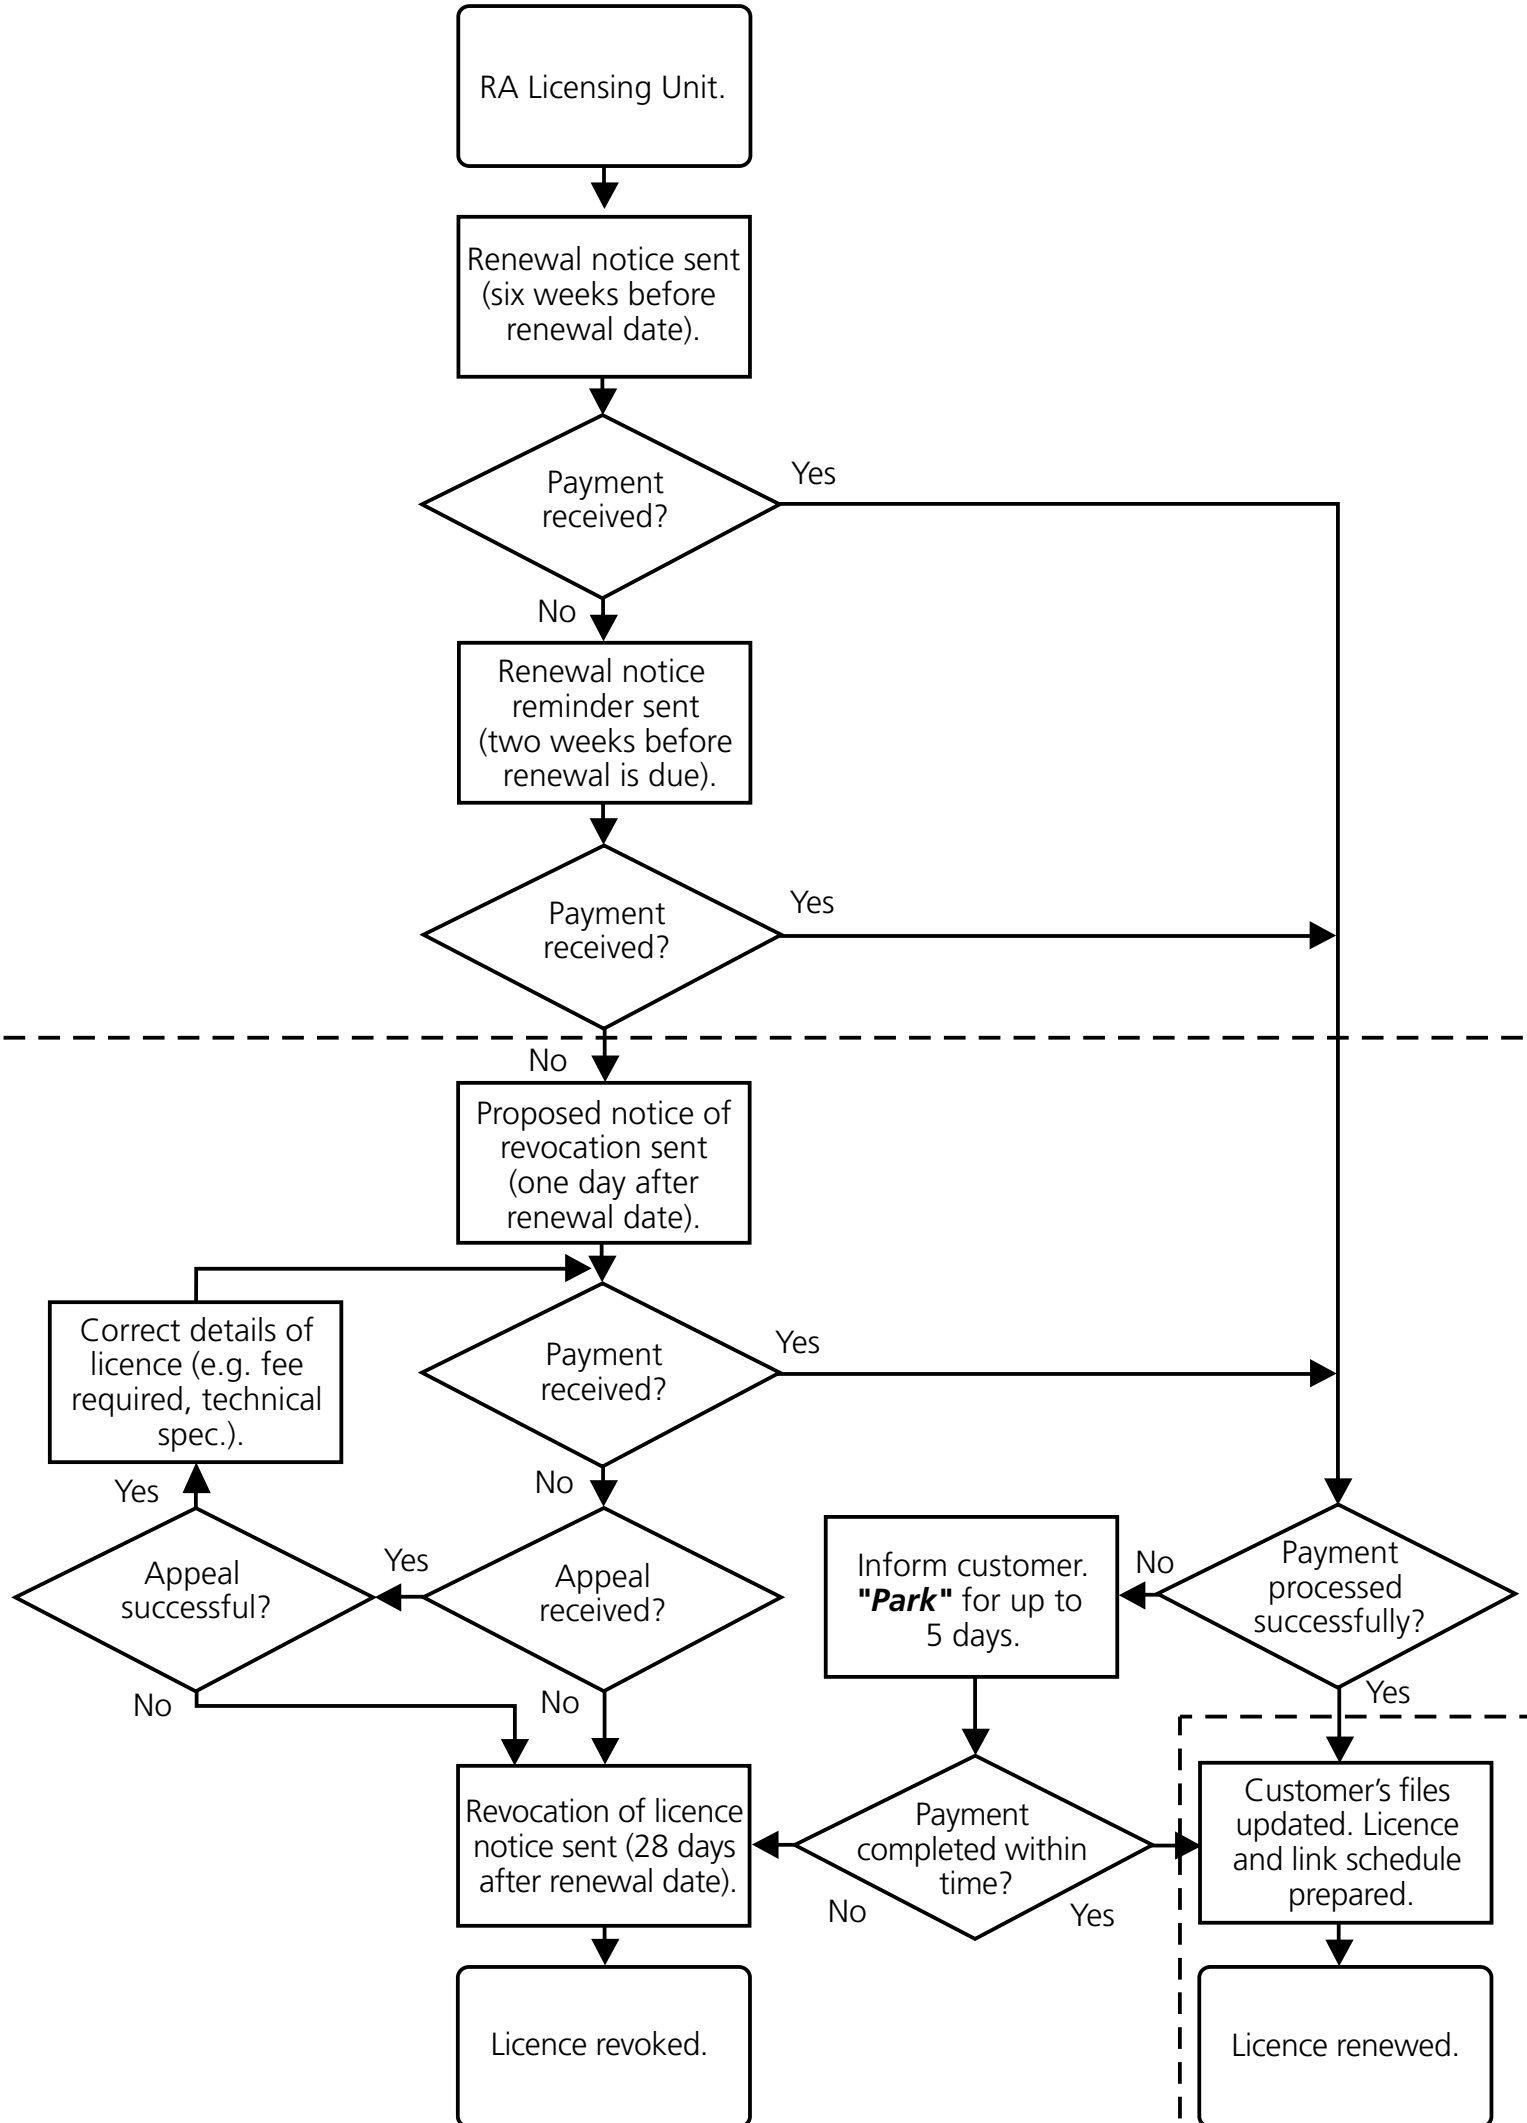 RA Licensing Unit.
Renewal notice sent
(six weeks before
renewal date).
Payment
received?
Yes
No
Renewal notice
reminder sent
(two weeks before
renewal is due).
Payment
received?
Yes
No
Proposed notice of
revocation sent
(one day after
renewal date).
Correct details of
licence (e.g. fee
required, technical
spec.).
Payment
received?
Yes
No
Yes
Appeal
successful?
Yes
Appeal
received?
Inform customer.
"Park" for up to
5 days.
No
Payment
processed
successfully?
No
No
Yes
Revocation of licence
notice sent (28 days
after renewal date).
Payment
completed within
time?
No
Yes
Customer’s files
updated. Licence
and link schedule
prepared.
Licence revoked.
Licence renewed.